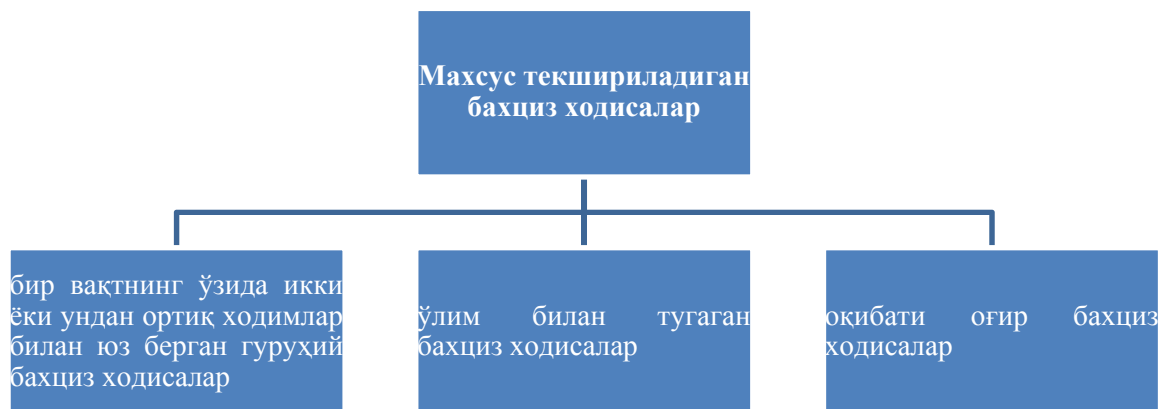 Махсус текшириладиган
бахциз ходисалар
бир вақтнинг ўзида икки
ёки ундан ортиқ ходимлар
билан юз берган гуруҳий
бахциз ходисалар
ўлим билан тугаган
бахциз ходисалар
оқибати оғир бахциз
ходисалар